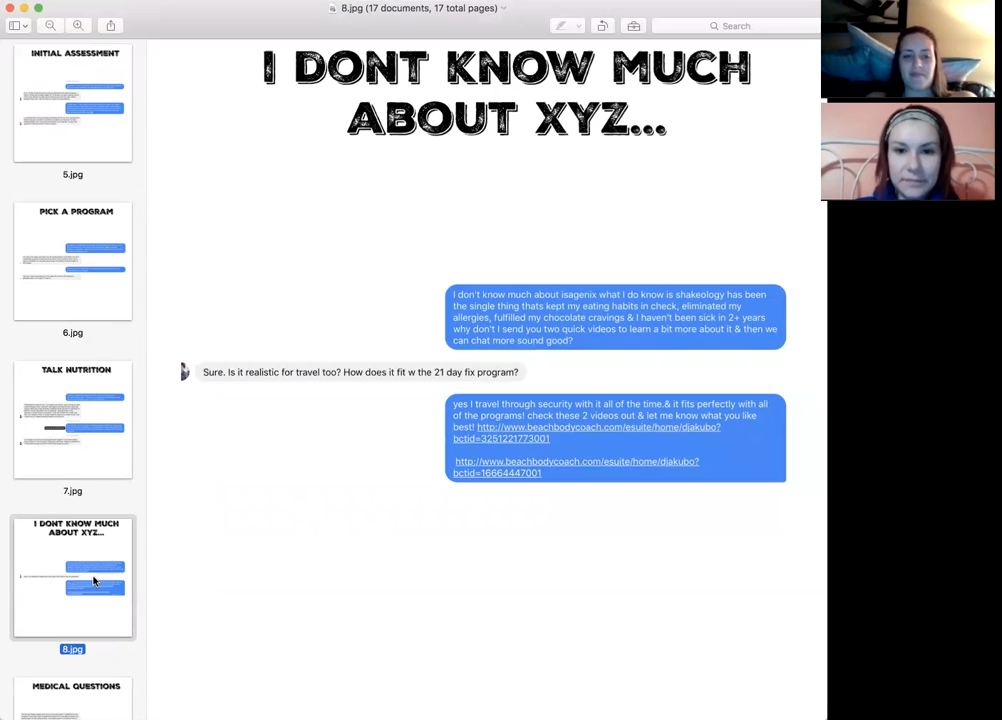 8.jpg (17 documents, 17 total pages)
Search
INITIAL ASSESSMENT
5.jpg
PICK A PROGRAM
6.jpg
TALK NUTRITION
7.jpg
I DONT KNOW MUCH
ABOUT XYZ...
8.jpg
MEDICAL QUESTIONS
I DONT KNOW MUCH
ABOUT XYZ...
I don't know much about isagenix what I do know is shakeology has been
the single thing thats kept my eating habits in check, eliminated my
allergies, fulfilled my chocolate cravings & I haven't been sick in 2+ years
why don't I send you two quick videos to learn a bit more about it & then we
can chat more sound good?
Sure. Is it realistic for travel too? How does it fit w the 21 day fix program?
yes I travel through security with it all of the time.& it fits perfectly with all
of the programs! check these 2 videos out & let me know what you like
best! http://www.beachbodycoach.com/esuite/home/djakubo?
bctid=3251221773001
http://www.beachbodycoach.com/esuite/home/djakubo?
bctid=16664447001